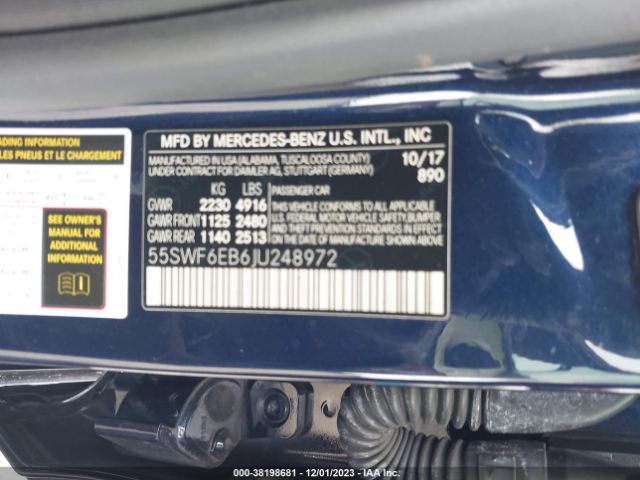 ADING INFORMATION
LES PNEUS ET LE CHARGEMENT
SEE OWNER'S
MANUAL FOR
ADDITIONAL
INFORMATION
MFD BY MERCEDES-BENZ U.S. INTL., INC
MANUFACTURED IN USA (ALABAMA, TUSCALOOSA COUNTY) 10/17
UNDER CONTRACT FOR DAIMLER AG, STUTTGART (GERMANY) 890
KG LBS PASSENGER CAR
GVWR 2230 4916
GAWR FRONT 1125 2480
GAWR REAR 1140 2513
THIS VEHICLE CONFORMS TO ALL APPLICABLE
U.S. FEDERAL MOTOR VEHICLE SAFETY, BUMPER
AND THEFT PREVENTION STANDARDS IN EFFECT
ON THE DATE OF MANUFACTURE SHOWN ABOVE.
55SWF6EB6JU248972
000-38198681 - 12/01/2023 - IAA Inc.